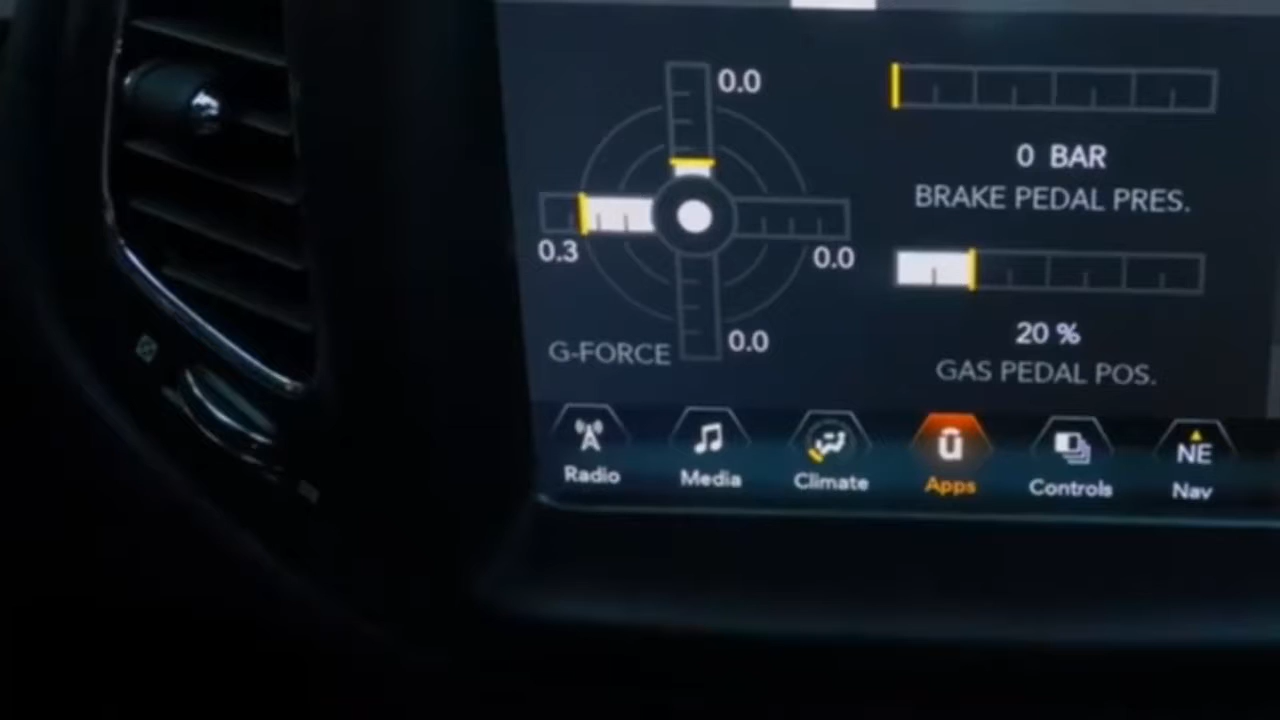 0.0
0 BAR
BRAKE PEDAL PRES.
0.3
0.0
0.0
G-FORCE
20 %
GAS PEDAL POS.
Radio
Media
Climate
Apps
Controls
NE
Nav